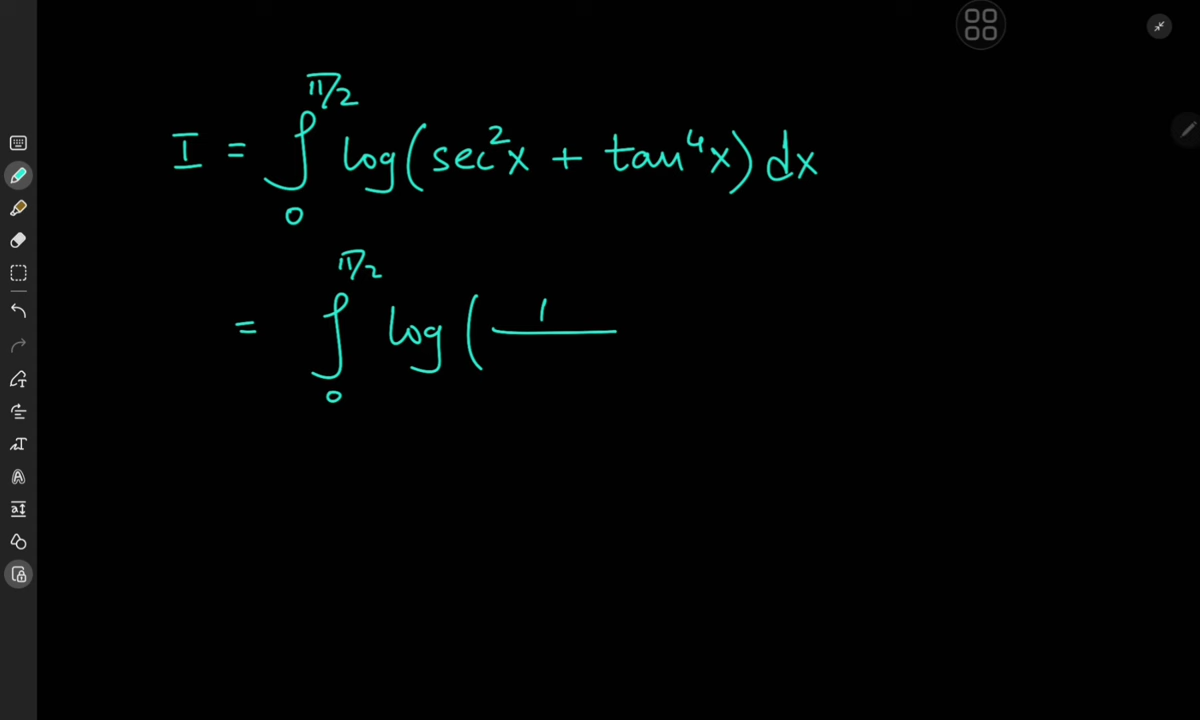 I = ∫₀^{π/2} log(sec²x + tan⁴x) dx
= ∫₀^{π/2} log( 1/